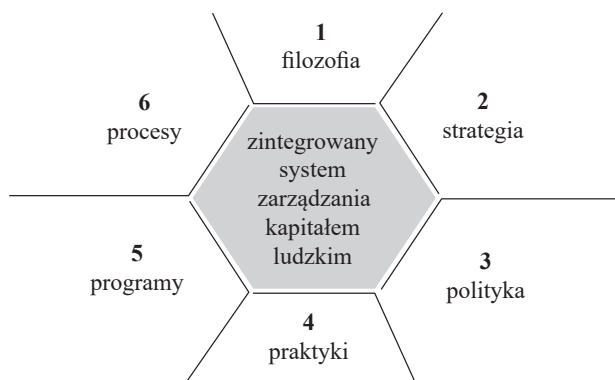 1
filozofia
2
strategia
3
polityka
4
praktyki
5
programy
6
procesy
zintegrowany
system
zarządzania
kapitałem
ludzkim